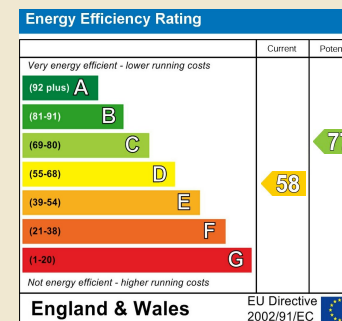 Energy Efficiency Rating
Current
Very energy efficient - lower running costs
(92 plus) A
(81-91) B
(69-80) C
(55-68) D
58
(39-54) E
(21-38) F
(1-20) G
Not energy efficient - higher running costs
England & Wales
EU Directive
2002/91/EC